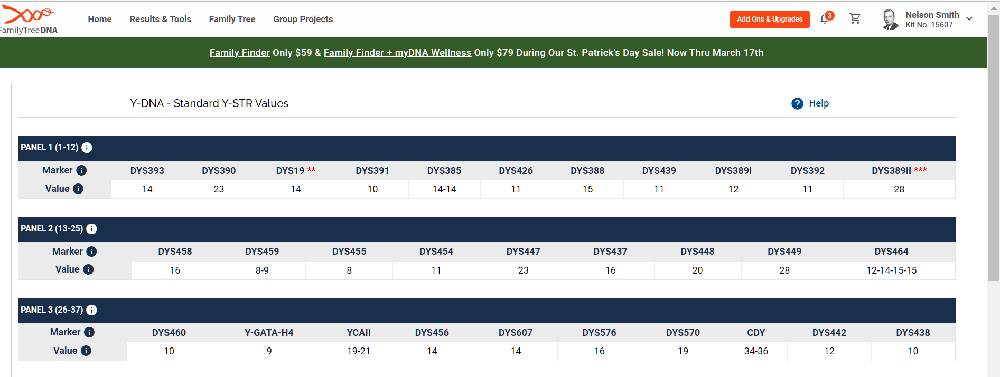 Home Results & Tools Family Tree Group Projects Add Ons & Upgrades 3 Nelson Smith
Kit No. 15607
FamilyTreeDNA
Family Finder Only $59 & Family Finder + myDNA Wellness Only $79 During Our St. Patrick's Day Sale! Now Thru March 17th
Y-DNA - Standard Y-STR Values ? Help
PANEL 1 (1-12) i
Marker i DYS393 DYS390 DYS19 ** DYS391 DYS385 DYS426 DYS388 DYS439 DYS389I DYS392 DYS389II ***
Value i 14 23 14 10 14-14 11 15 11 12 11 28
PANEL 2 (13-25) i
Marker i DYS458 DYS459 DYS455 DYS454 DYS447 DYS437 DYS448 DYS449 DYS464
Value i 16 8-9 8 11 23 16 20 28 12-14-15-15
PANEL 3 (26-37) i
Marker i DYS460 Y-GATA-H4 YCAII DYS456 DYS607 DYS576 DYS570 CDY DYS442 DYS438
Value i 10 9 19-21 14 14 16 19 34-36 12 10